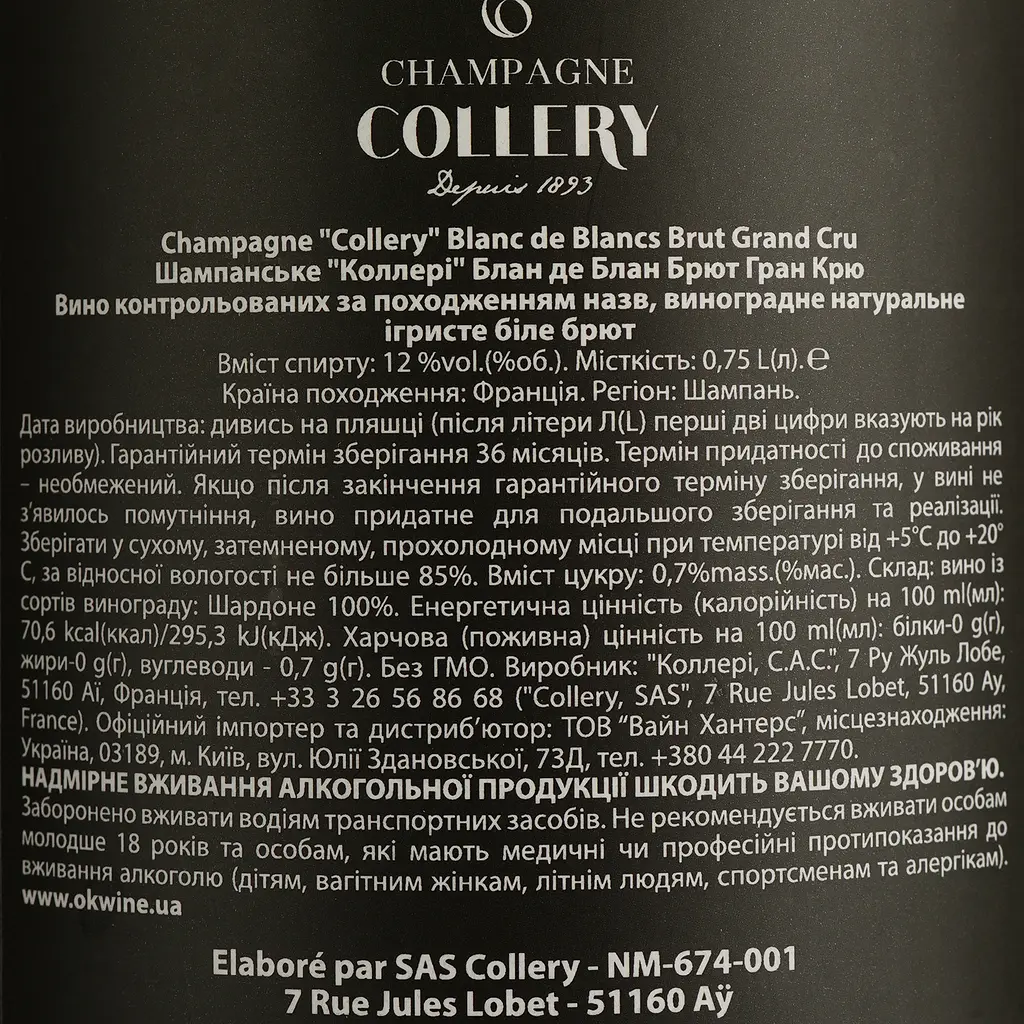 CHAMPAGNE
COLLERY
Depuis 1893
Champagne "Collery" Blanc de Blancs Brut Grand Cru
Шампанське "Коллері" Блан де Блан Брют Гран Крю
Вино контрольованих за походженням назв, виноградне натуральне
ігристе біле брют
Вміст спирту: 12 %vol.(%об.). Місткість: 0,75 L(л).℮
Країна походження: Франція. Регіон: Шампань.
Дата виробництва: дивись на пляшці (після літери Л(L) перші дві цифри вказують на рік
розливу). Гарантійний термін зберігання 36 місяців. Термін придатності до споживання
– необмежений. Якщо після закінчення гарантійного терміну зберігання, у вині не
з'явилось помутніння, вино придатне для подальшого зберігання та реалізації.
Зберігати у сухому, затемненому, прохолодному місці при температурі від +5°С до +20°
С, за відносної вологості не більше 85%. Вміст цукру: 0,7%mass.(%мас.). Склад: вино із
сортів винограду: Шардоне 100%. Енергетична цінність (калорійність) на 100 ml(мл):
70,6 kcal(ккал)/295,3 kJ(кДж). Харчова (поживна) цінність на 100 ml(мл): білки-0 g(г),
жири-0 g(г), вуглеводи - 0,7 g(г). Без ГМО. Виробник: "Коллері, С.А.С.", 7 Ру Жуль Лобе,
51160 Аї, Франція, тел. +33 3 26 56 86 68 ("Collery, SAS", 7 Rue Jules Lobet, 51160 Ay,
France). Офіційний імпортер та дистриб'ютор: ТОВ "Вайн Хантерс", місцезнаходження:
Україна, 03189, м. Київ, вул. Юлії Здановської, 73Д, тел. +380 44 222 7770.
НАДМІРНЕ ВЖИВАННЯ АЛКОГОЛЬНОЇ ПРОДУКЦІЇ ШКОДИТЬ ВАШОМУ ЗДОРОВ'Ю.
Заборонено вживати водіям транспортних засобів. Не рекомендується вживати особам
молодше 18 років та особам, які мають медичні чи професійні протипоказання до
вживання алкоголю (дітям, вагітним жінкам, літнім людям, спортсменам та алергікам).
www.okwine.ua
Elaboré par SAS Collery - NM-674-001
7 Rue Jules Lobet - 51160 Aÿ